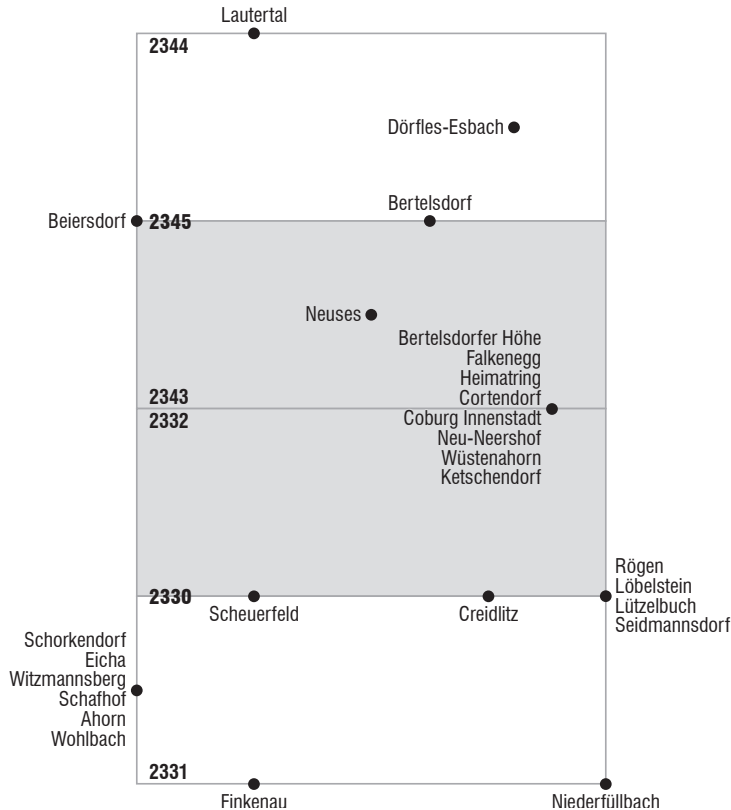 Lautertal
2344
Dörfles-Esbach
Bertelsdorf
Beiersdorf
2345
Neuses
Bertelsdorfer Höhe
Falkenegg
Heimatring
Cortendorf
Coburg Innenstadt
Neu-Neershof
Wüstenahorn
Ketschendorf
2343
2332
Rögen
Löbelstein
Lützelbuch
Seidmannsdorf
2330
Scheuerfeld
Creidlitz
Schorkendorf
Eicha
Witzmannsberg
Schafhof
Ahorn
Wohlbach
2331
Finkenau
Niederfüllbach